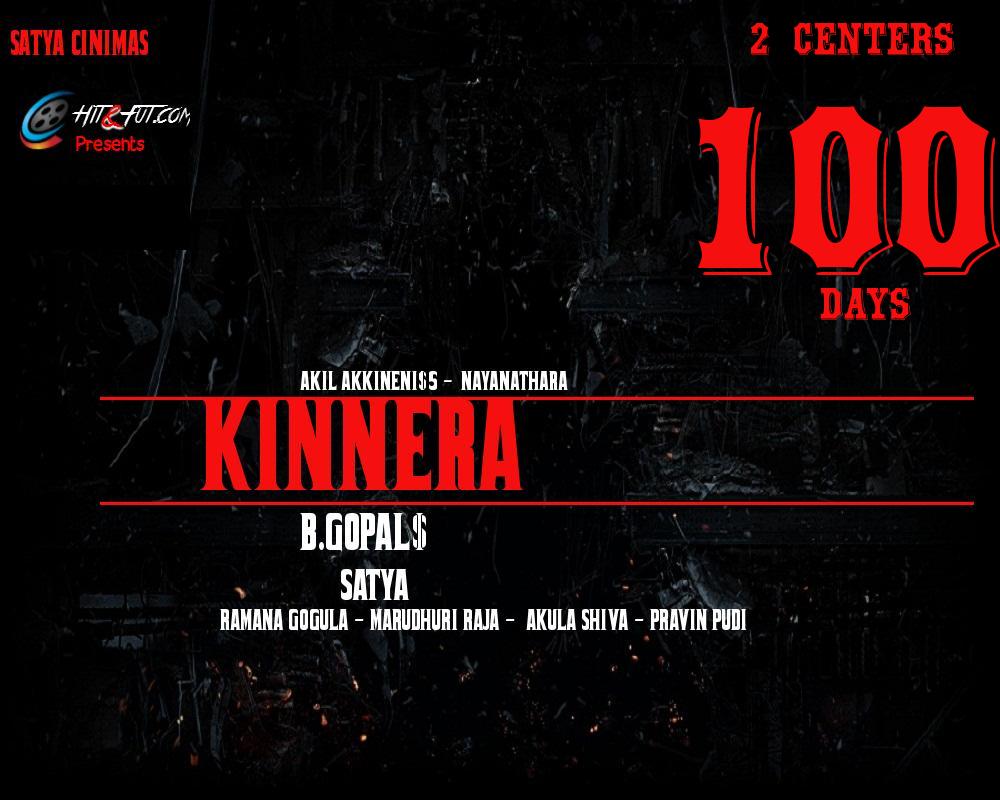 SATYA CINIMAS
2 CENTERS
HIT&FUT.COM
Presents
100
DAYS
AKIL AKKINENI$S - NAYANATHARA
KINNERA
B.GOPAL$
SATYA
RAMANA GOGULA - MARUDHURI RAJA - AKULA SHIVA - PRAVIN PUDI